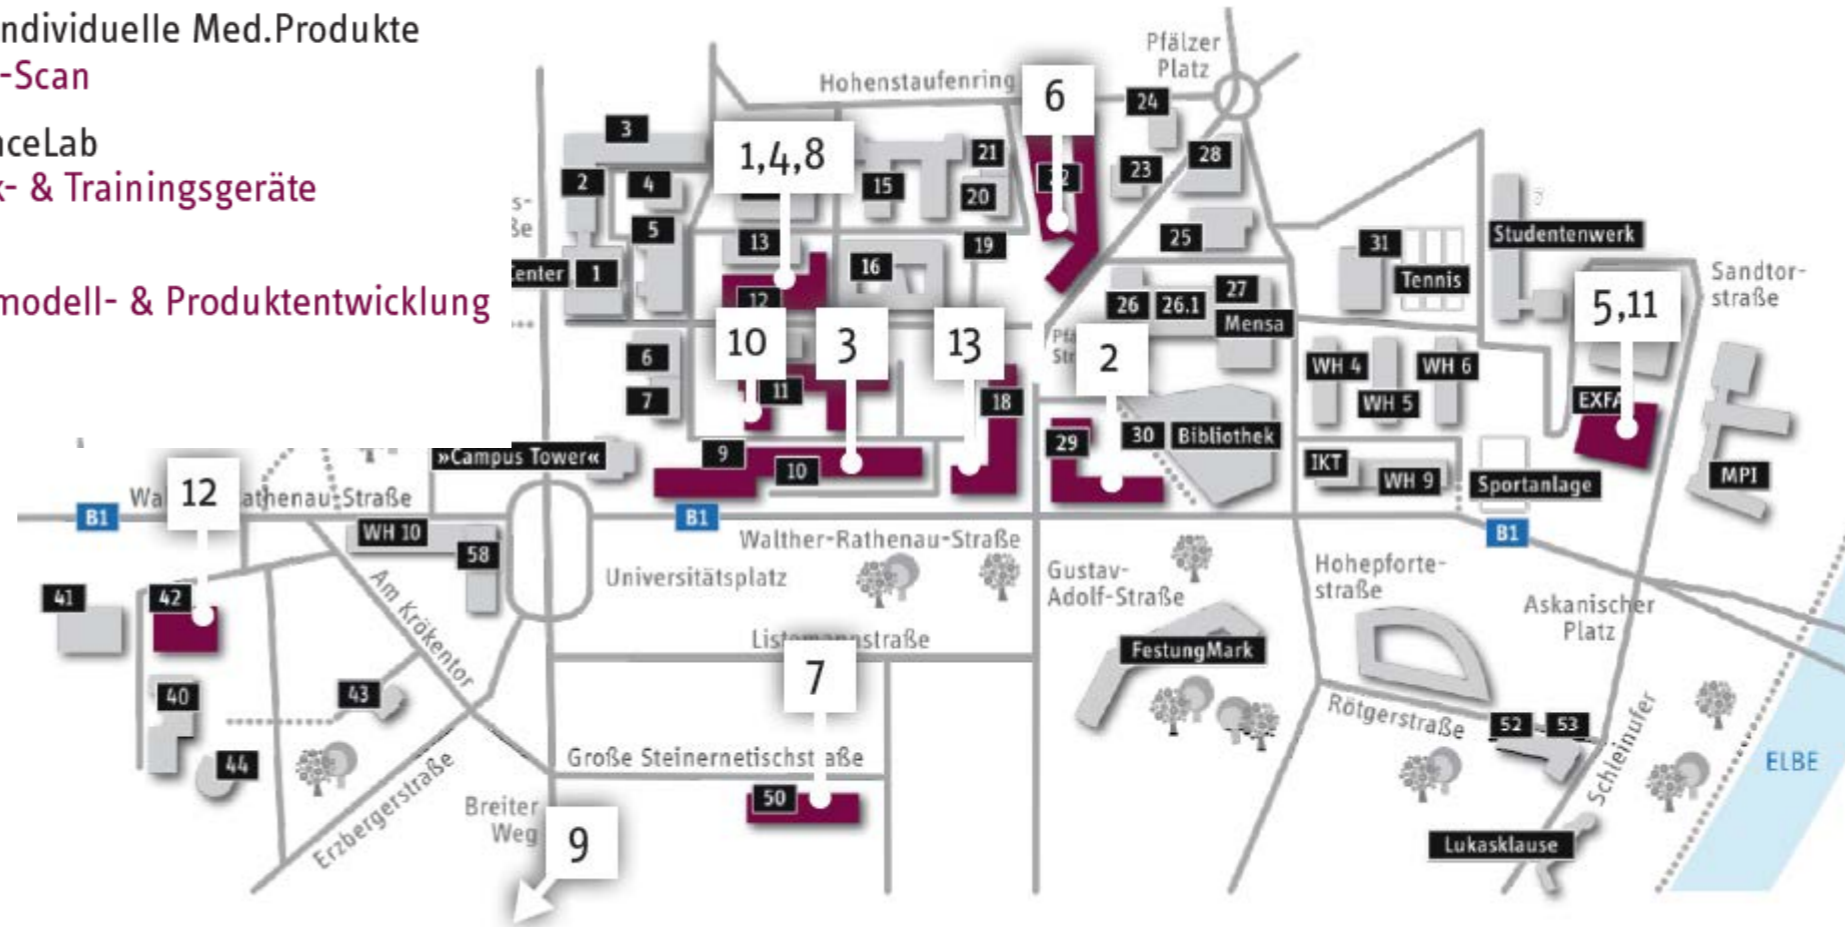 ndividuelle Med.Produkte
-Scan
ceLab
- & Trainingsgeräte
modell- & Produktentwicklung
Pfälzer
Platz
Hohenstaufenring
6
24
3
1,4,8
21
28
2
4
15
23
20
5
13
19
25
31
Studentenwerk
16
Center
1
Tennis
Sandtor-
straße
12
26
26.1
27
Mensa
5,11
10
3
13
2
6
WH 4
WH 6
7
11
18
WH 5
EXFA
9
10
29
30
Bibliothek
»Campus Tower«
IKT
WH 9
Sportanlage
MPI
12
athenau-Straße
B1
B1
B1
WH 10
58
Walther-Rathenau-Straße
Universitätsplatz
Gustav-
Adolf-Straße
Hohepforte-
straße
Askanischer
Platz
41
42
Am Krökentor
Listemannstraße
FestungMark
7
40
43
44
Rötgerstraße
52
53
Schleinufer
ELBE
Große Steinernetischst aße
50
Erzbergerstraße
Breiter
Weg
9
Lukasklause